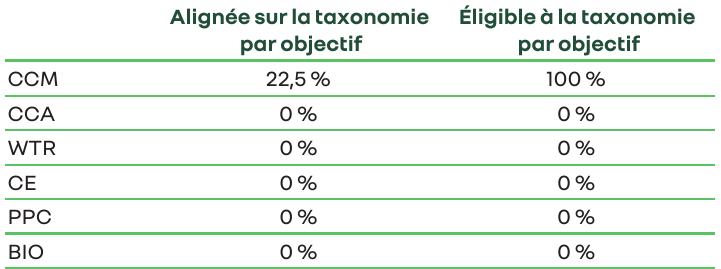 Alignée sur la taxonomie par objectif Éligible à la taxonomie par objectif
CCM 22,5 % 100 %
CCA 0 % 0 %
WTR 0 % 0 %
CE 0 % 0 %
PPC 0 % 0 %
BIO 0 % 0 %